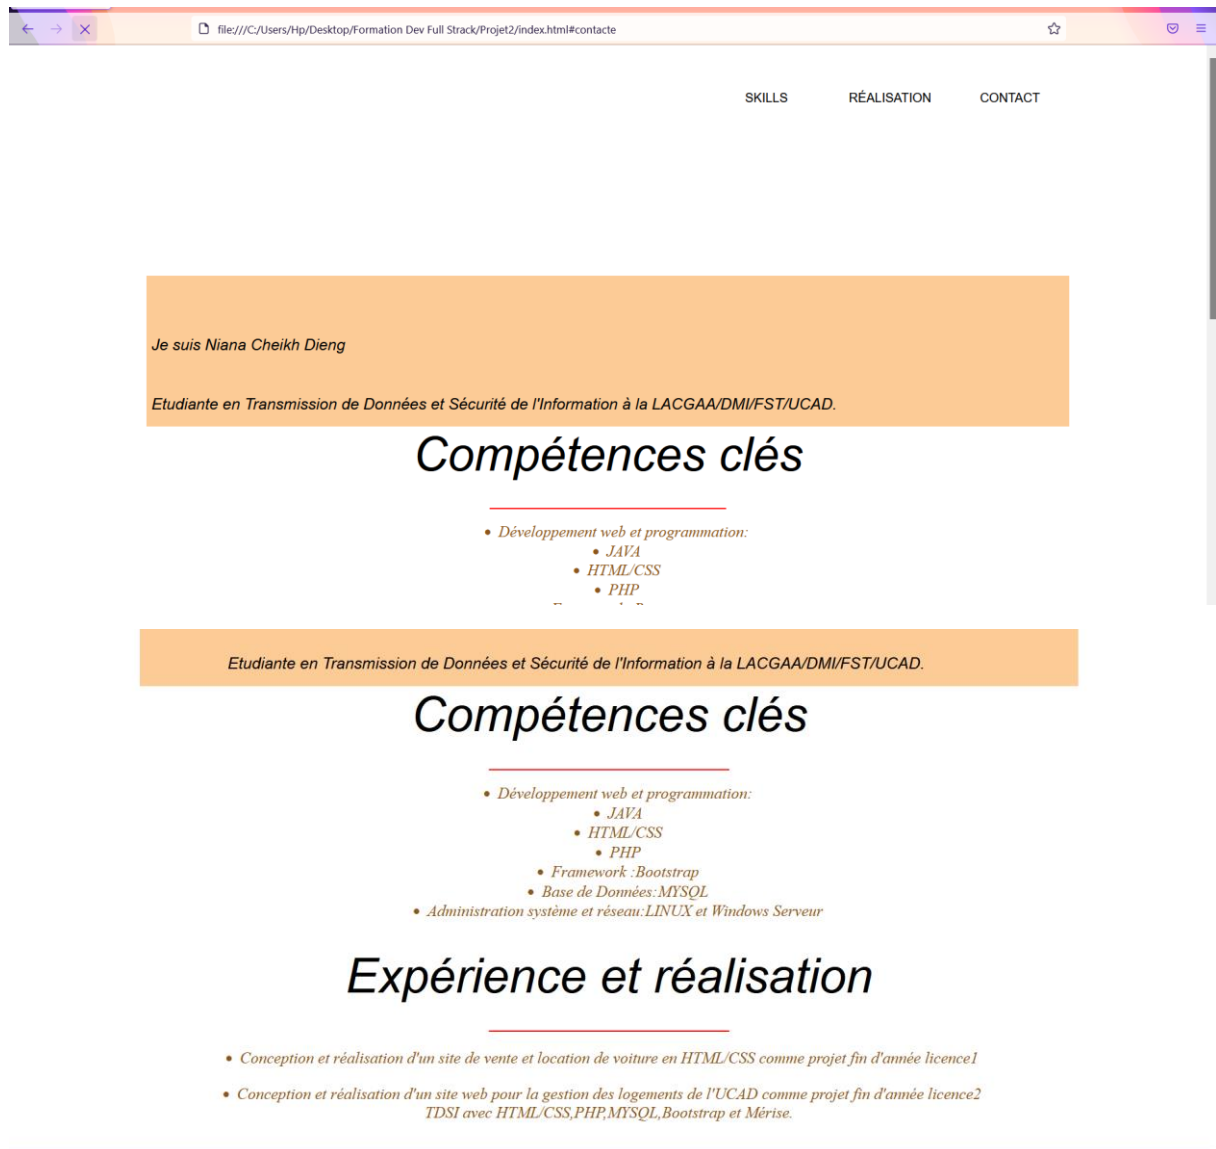 file:///C:/Users/Hp/Desktop/Formation Dev Full Strack/Projet2/index.html#contacte
SKILLS RÉALISATION CONTACT
Je suis Niana Cheikh Dieng
Etudiante en Transmission de Données et Sécurité de l'Information à la LACGAA/DMI/FST/UCAD.
Compétences clés
• Développement web et programmation:
• JAVA
• HTML/CSS
• PHP
Etudiante en Transmission de Données et Sécurité de l'Information à la LACGAA/DMI/FST/UCAD.
Compétences clés
• Développement web et programmation:
• JAVA
• HTML/CSS
• PHP
• Framework :Bootstrap
• Base de Données:MYSQL
• Administration système et réseau:LINUX et Windows Serveur
Expérience et réalisation
• Conception et réalisation d'un site de vente et location de voiture en HTML/CSS comme projet fin d'année licence1
• Conception et réalisation d'un site web pour la gestion des logements de l'UCAD comme projet fin d'année licence2
TDSI avec HTML/CSS,PHP,MYSQL,Bootstrap et Mérise.